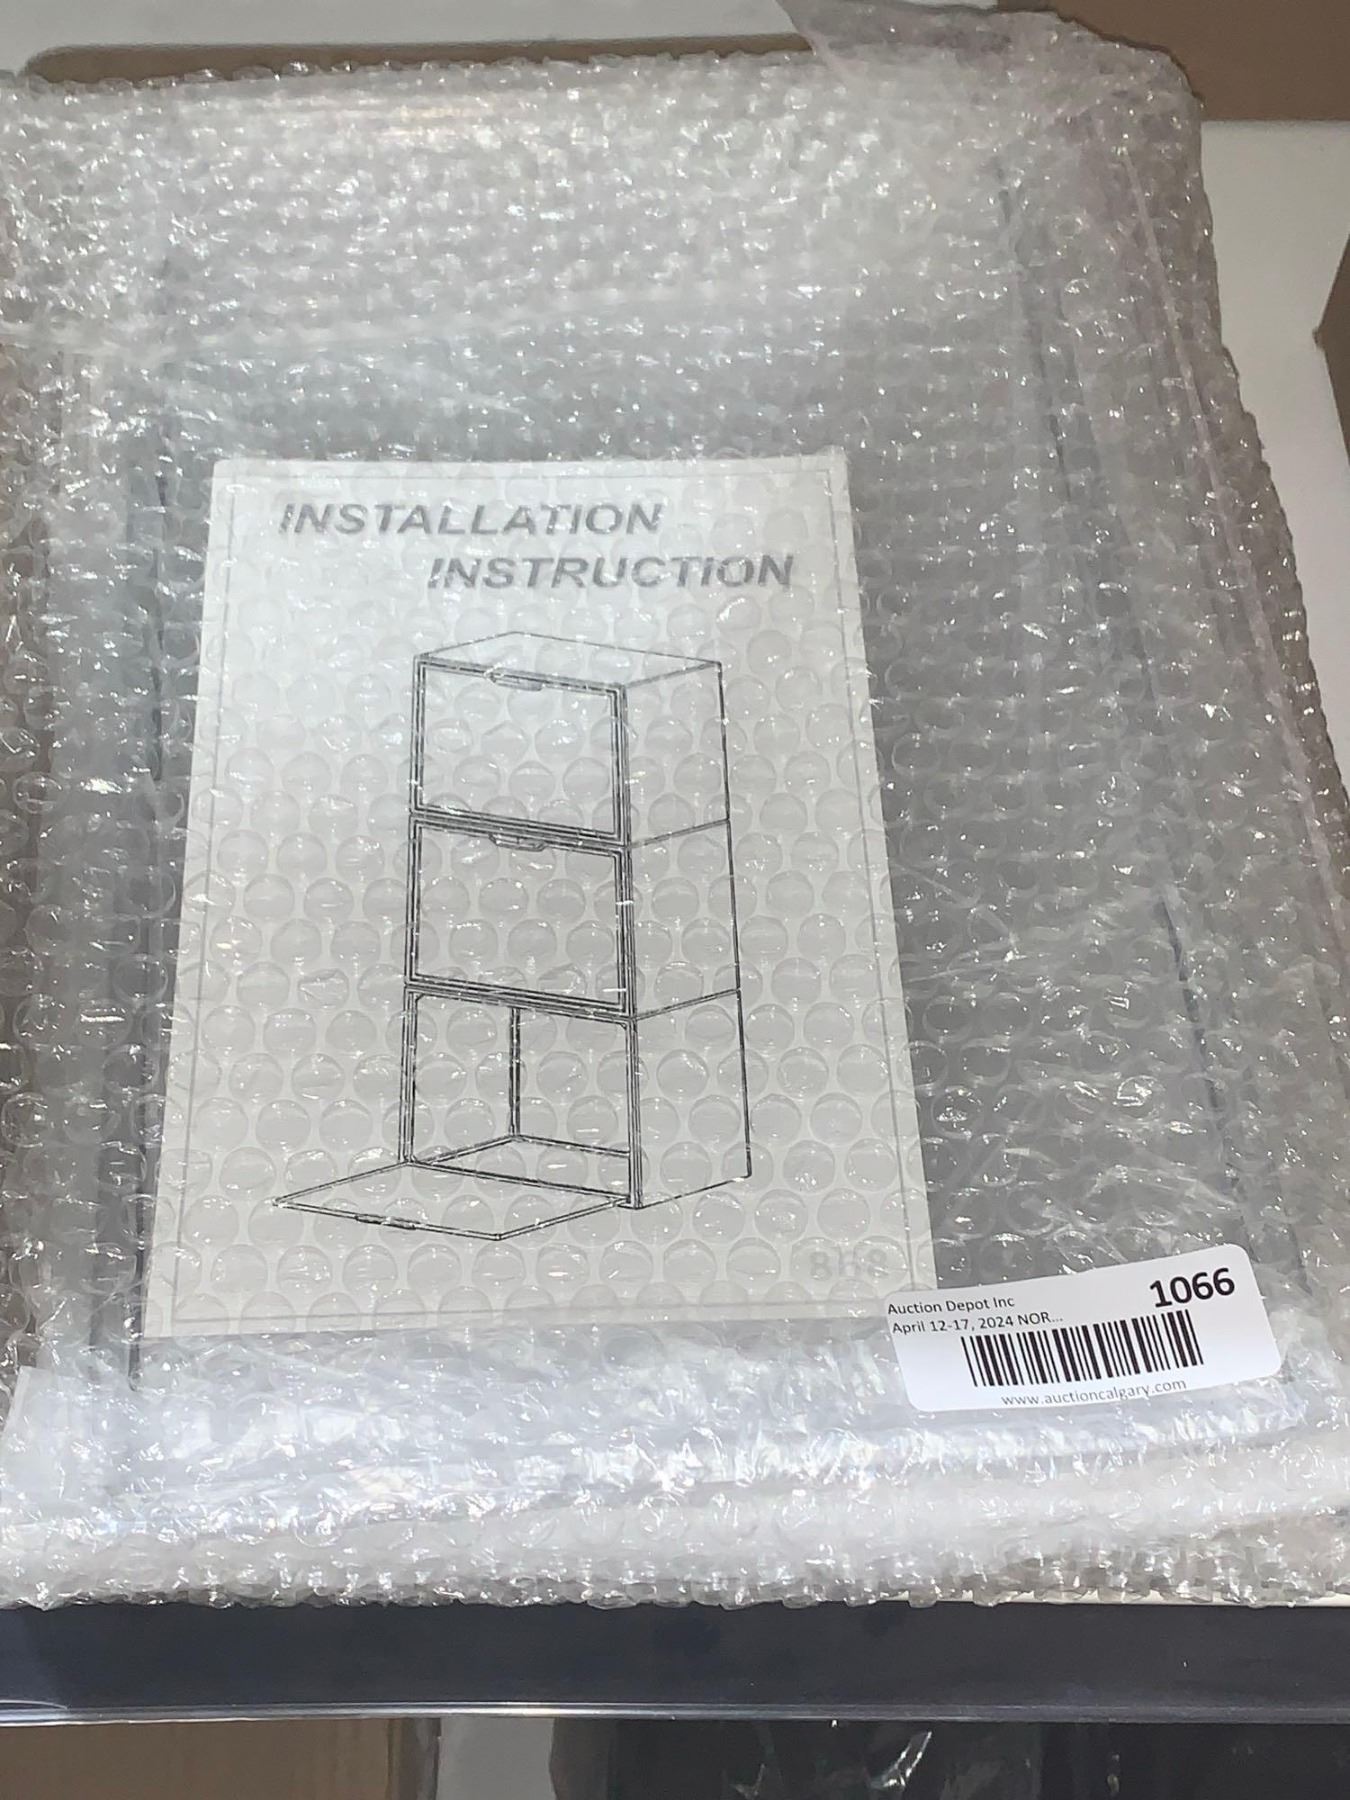 INSTALLATION
INSTRUCTION
1066
Auction Depot Inc
April 12-17, 2024 NOR...
www.auctioncalgary.com